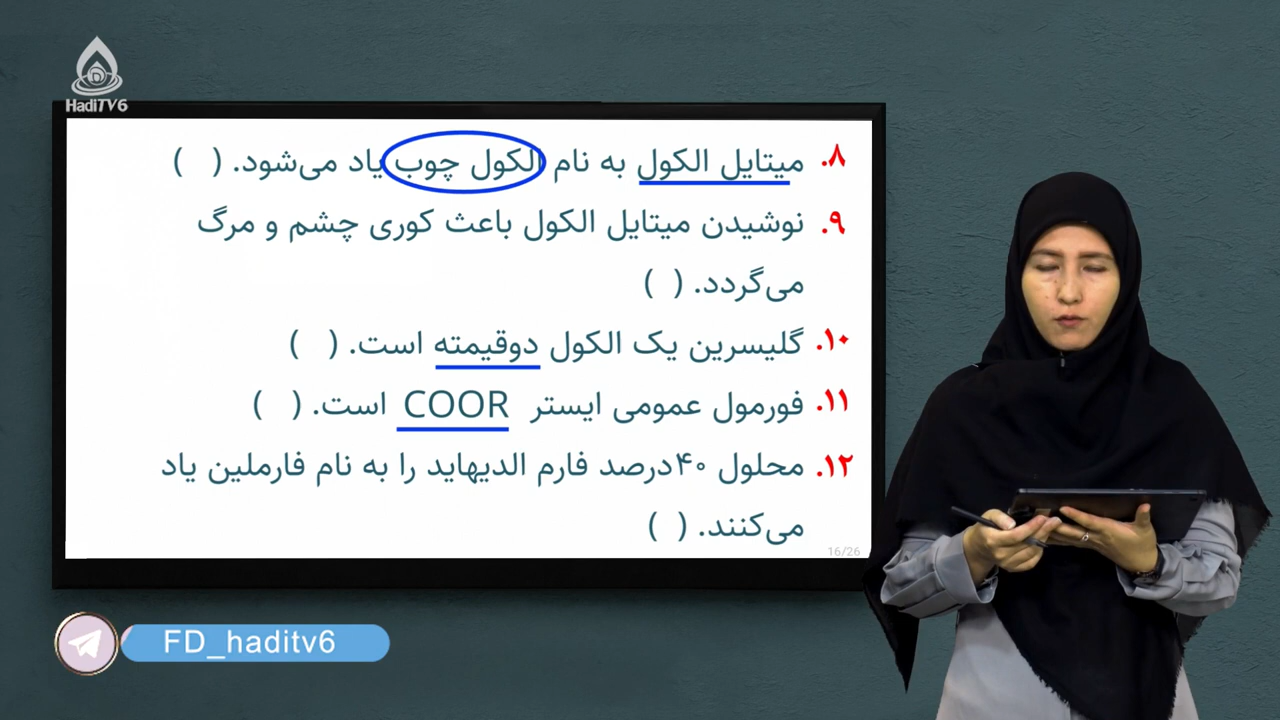 HadiTV6
۸. میتایل الکول به نام الکول چوب یاد می‌شود. ( )
۹. نوشیدن میتایل الکول باعث کوری چشم و مرگ
می‌گردد. ( )
۱۰. گلیسرین یک الکول دوقیمته است. ( )
۱۱. فورمول عمومی ایستر COOR است. ( )
۱۲. محلول ۴۰درصد فارم الدیهاید را به نام فارملین یاد
می‌کنند. ( )
16/26
FD_haditv6